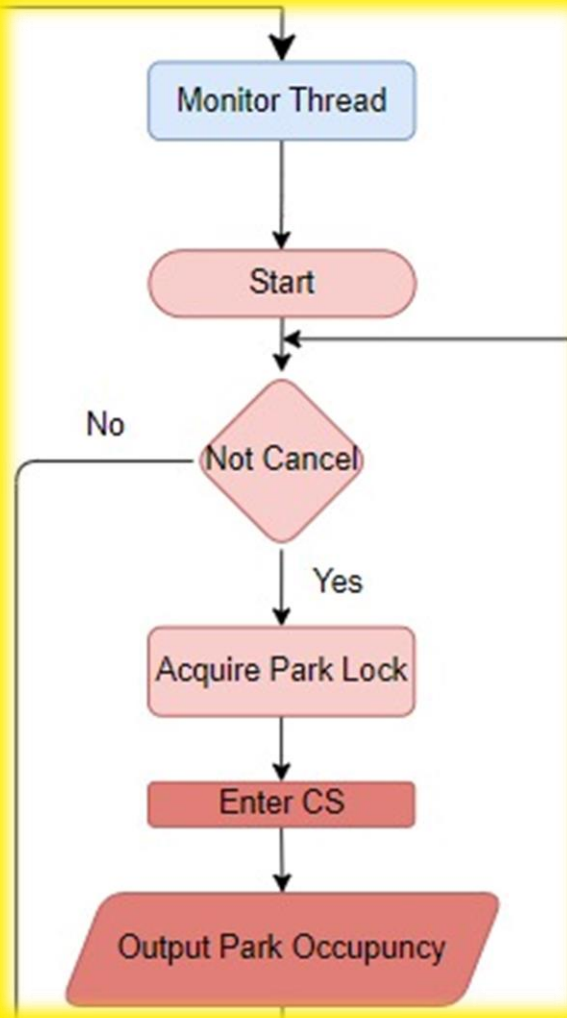 Monitor Thread
Start
No
Not Cancel
Yes
Acquire Park Lock
Enter CS
Output Park Occupuncy